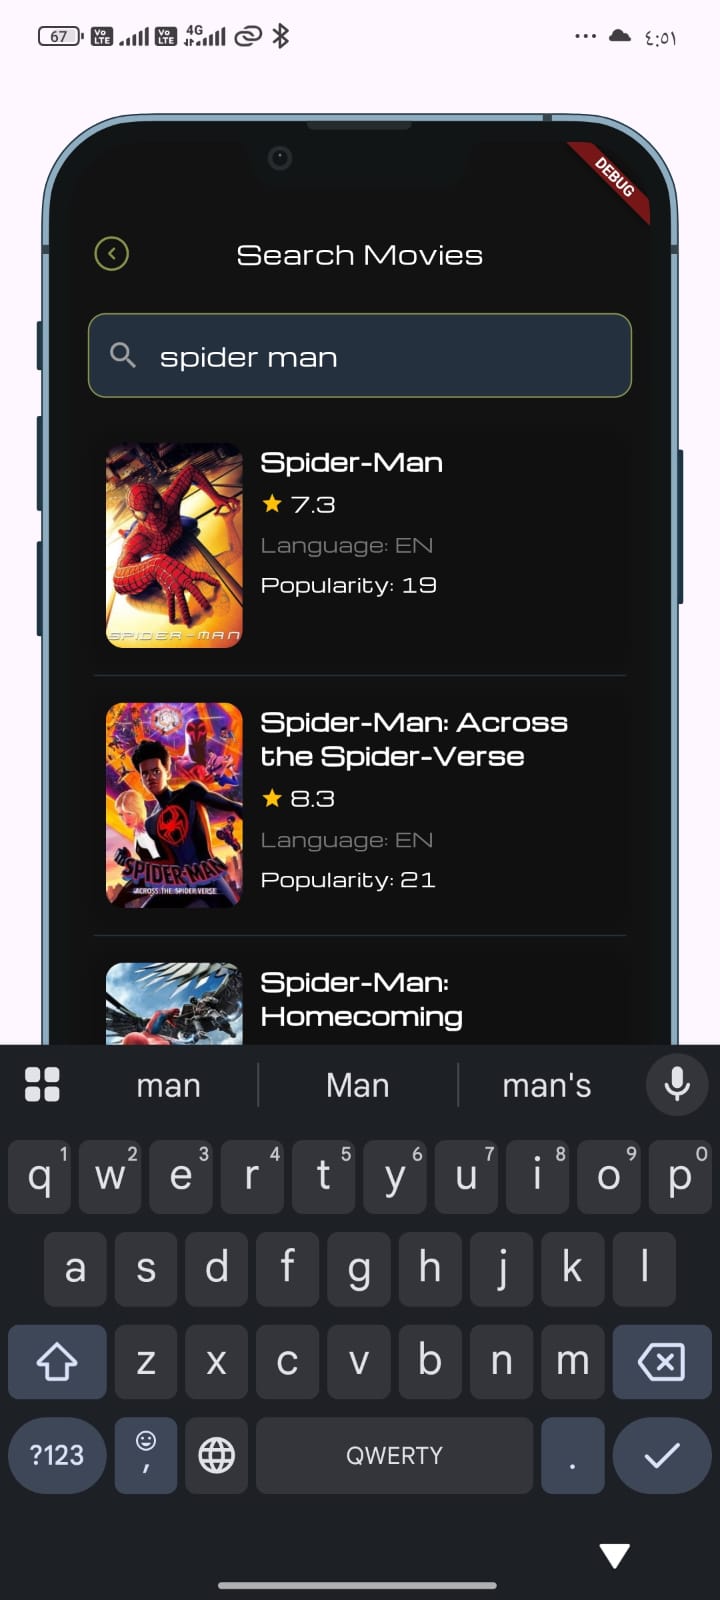 67 Vo LTE Vo LTE 4G ... ٤:٥١
DEBUG
Search Movies
spider man
Spider-Man
7.3
Language: EN
Popularity: 19
SPIDER-MAN
Spider-Man: Across
the Spider-Verse
8.3
Language: EN
Popularity: 21
SPIDER-MAN
ACROSS THE SPIDER-VERSE
Spider-Man:
Homecoming
man Man man's
q1 w2 e3 r4 t5 y6 u7 i8 o9 p0
a s d f g h j k l
z x c v b n m
?123 , QWERTY .